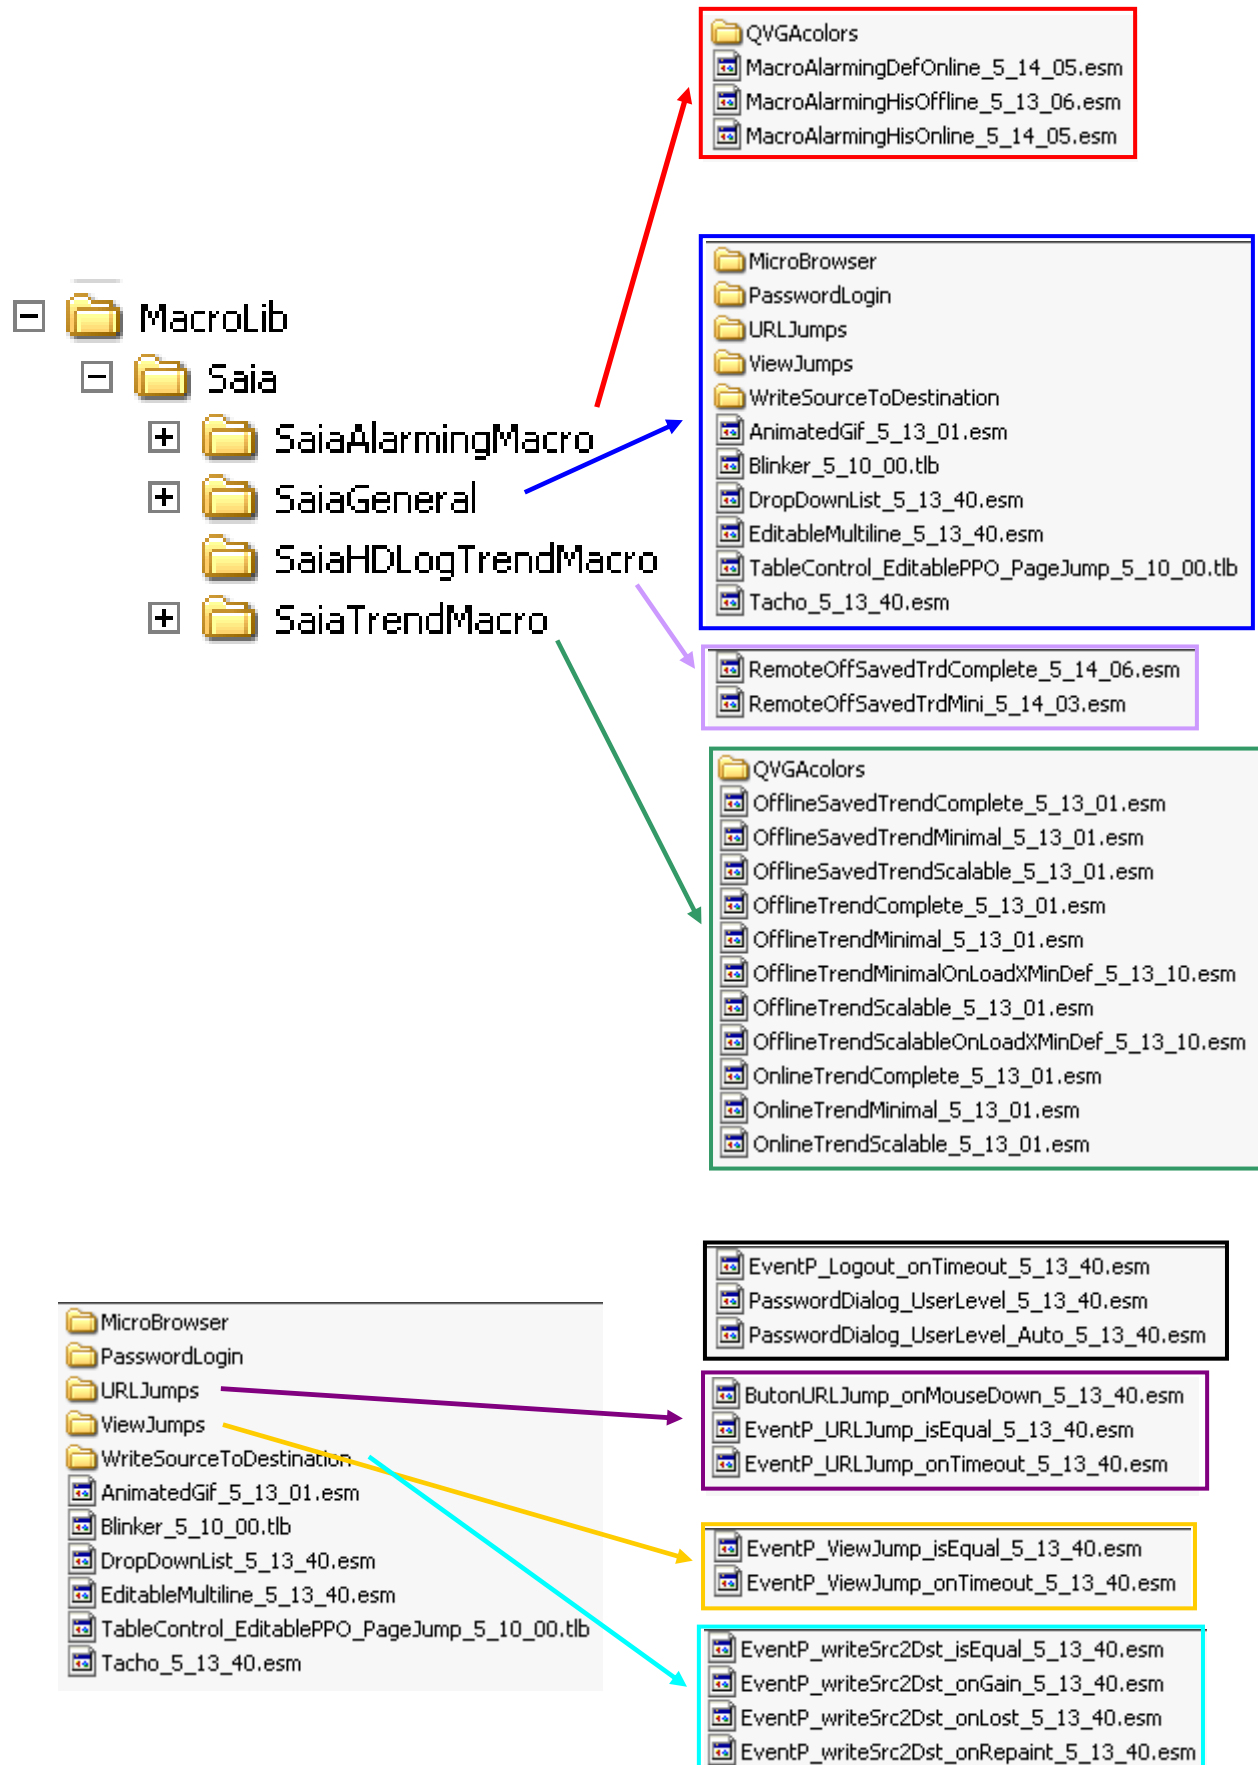 QVGAcolors
MacroAlarmingDefOnline_5_14_05.esm
MacroAlarmingHisOffline_5_13_06.esm
MacroAlarmingHisOnline_5_14_05.esm
MacroLib
Saia
SaiaAlarmingMacro
SaiaGeneral
SaiaHDLogTrendMacro
SaiaTrendMacro
MicroBrowser
PasswordLogin
URLJumps
ViewJumps
WriteSourceToDestination
AnimatedGif_5_13_01.esm
Blinker_5_10_00.tlb
DropDownList_5_13_40.esm
EditableMultiline_5_13_40.esm
TableControl_EditablePPO_PageJump_5_10_00.tlb
Tacho_5_13_40.esm
RemoteOffSavedTrdComplete_5_14_06.esm
RemoteOffSavedTrdMini_5_14_03.esm
QVGAcolors
OfflineSavedTrendComplete_5_13_01.esm
OfflineSavedTrendMinimal_5_13_01.esm
OfflineSavedTrendScalable_5_13_01.esm
OfflineTrendComplete_5_13_01.esm
OfflineTrendMinimal_5_13_01.esm
OfflineTrendMinimalOnLoadXMinDef_5_13_10.esm
OfflineTrendScalable_5_13_01.esm
OfflineTrendScalableOnLoadXMinDef_5_13_10.esm
OnlineTrendComplete_5_13_01.esm
OnlineTrendMinimal_5_13_01.esm
OnlineTrendScalable_5_13_01.esm
MicroBrowser
PasswordLogin
URLJumps
ViewJumps
WriteSourceToDestination
AnimatedGif_5_13_01.esm
Blinker_5_10_00.tlb
DropDownList_5_13_40.esm
EditableMultiline_5_13_40.esm
TableControl_EditablePPO_PageJump_5_10_00.tlb
Tacho_5_13_40.esm
EventP_Logout_onTimeout_5_13_40.esm
PasswordDialog_UserLevel_5_13_40.esm
PasswordDialog_UserLevel_Auto_5_13_40.esm
ButonURLJump_onMouseDown_5_13_40.esm
EventP_URLJump_isEqual_5_13_40.esm
EventP_URLJump_onTimeout_5_13_40.esm
EventP_ViewJump_isEqual_5_13_40.esm
EventP_ViewJump_onTimeout_5_13_40.esm
EventP_writeSrc2Dst_isEqual_5_13_40.esm
EventP_writeSrc2Dst_onGain_5_13_40.esm
EventP_writeSrc2Dst_onLost_5_13_40.esm
EventP_writeSrc2Dst_onRepaint_5_13_40.esm